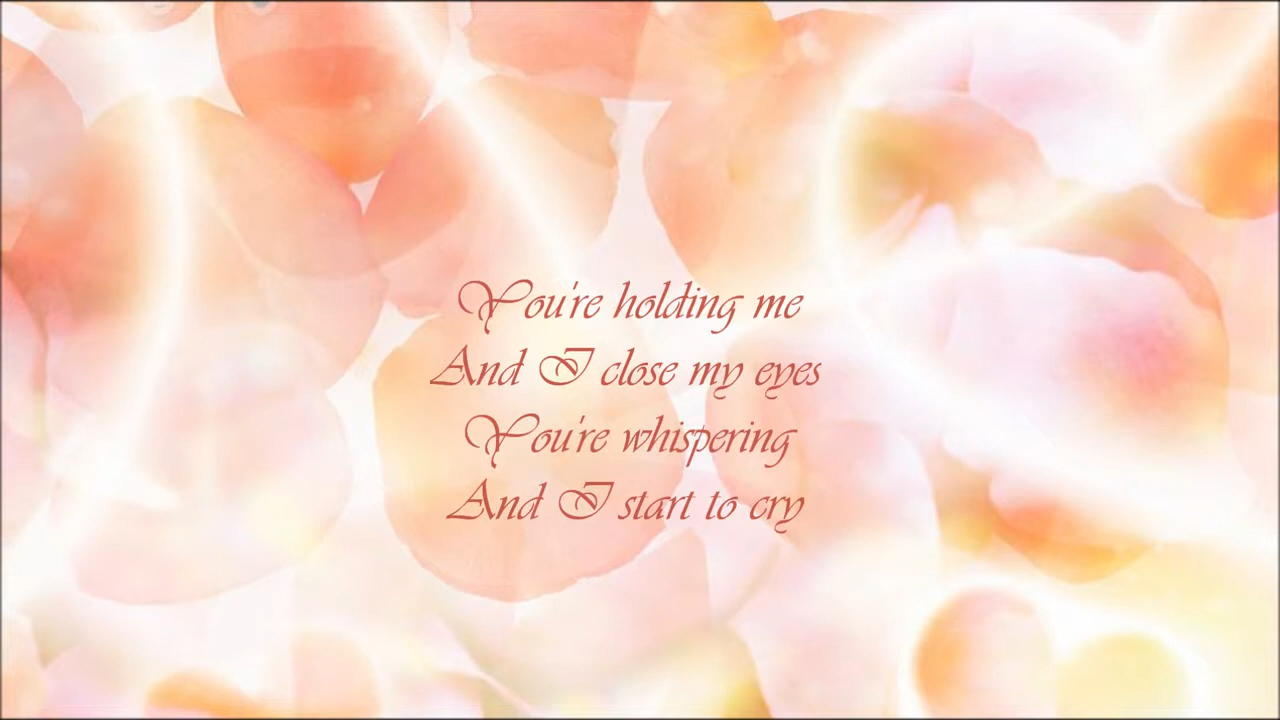 You're holding me
And I close my eyes
You're whispering
And I start to cry